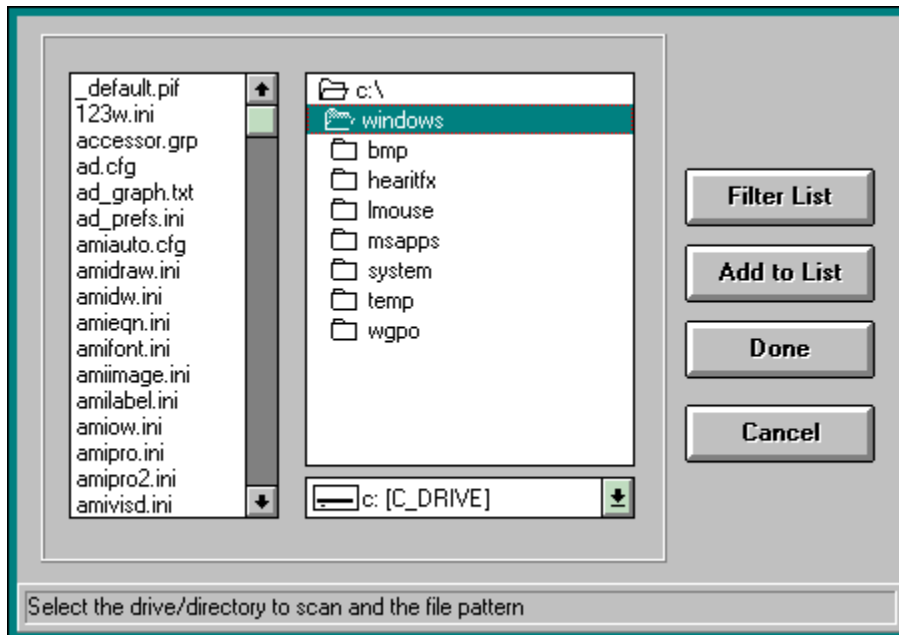 _default.pif
123w.ini
accessor.grp
ad.cfg
ad_graph.txt
ad_prefs.ini
amiauto.cfg
amidraw.ini
amidw.ini
amieqn.ini
amifont.ini
amiimage.ini
amilabel.ini
amiow.ini
amipro.ini
amipro2.ini
amivisd.ini
c:\
windows
bmp
hearitfx
lmouse
msapps
system
temp
wgpo
c: [C_DRIVE]
Filter List
Add to List
Done
Cancel
Select the drive/directory to scan and the file pattern